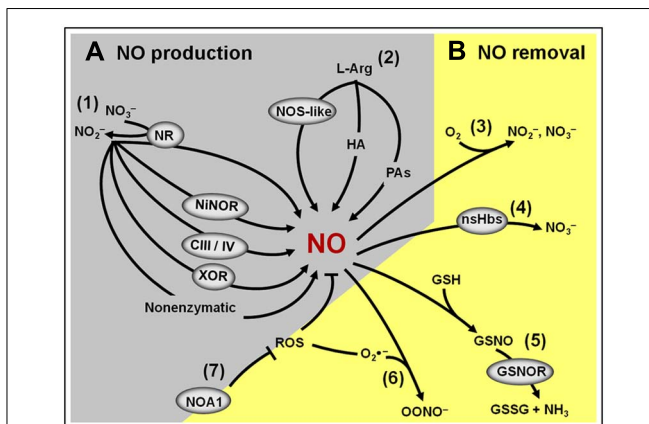 A NO production
B NO removal
(1)
NO₃⁻
NO₂⁻
NR
NiNOR
CIII / IV
XOR
Nonenzymatic
L-Arg
(2)
NOS-like
HA
PAs
NO
O₂
(3)
NO₂⁻, NO₃⁻
nsHbs
(4)
NO₃⁻
GSH
GSNO
(5)
GSNOR
GSSG + NH₃
ROS
O₂•⁻
(6)
OONO⁻
(7)
NOA1